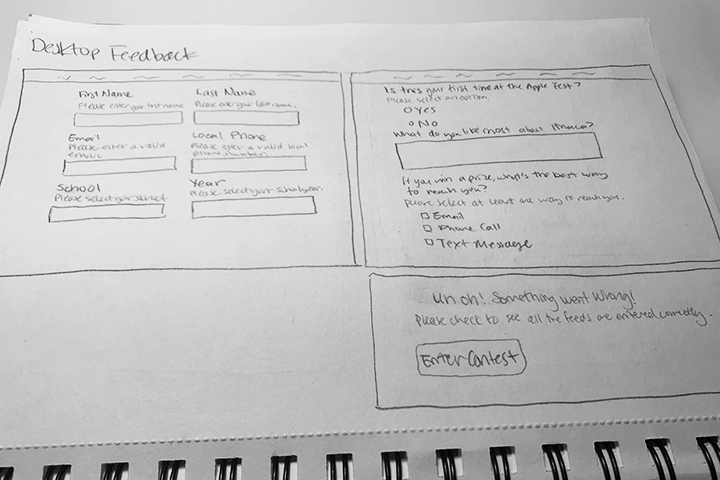 Desktop Feedback
First Name
Please enter your first name.
Last Name
Please enter your last name.
Email
Please enter a valid
email.
Local Phone
Please enter a valid local
phone number.
School
Please select your school.
Year
Please select your school year.
Is this your first time at the Apple Fest?
Please select an option.
Yes
No
What do you like most about Ithaca?
If you win a prize, what's the best way
to reach you?
Please select at least one way to reach you.
Email
Phone Call
Text Message
Uh oh! Something went wrong!
Please check to see all the feeds are entered correctly.
Enter Contest